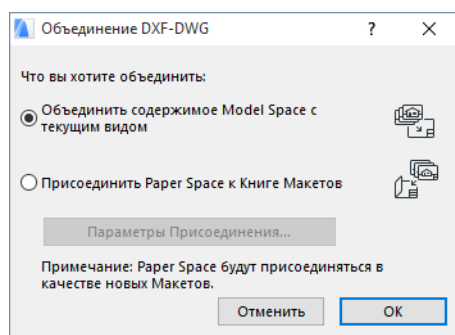 Объединение DXF-DWG
Что вы хотите объединить:
Объединить содержимое Model Space с
текущим видом
Присоединить Paper Space к Книге Макетов
Параметры Присоединения...
Примечание: Paper Space будут присоединяться в
качестве новых Макетов.
Отменить
OK